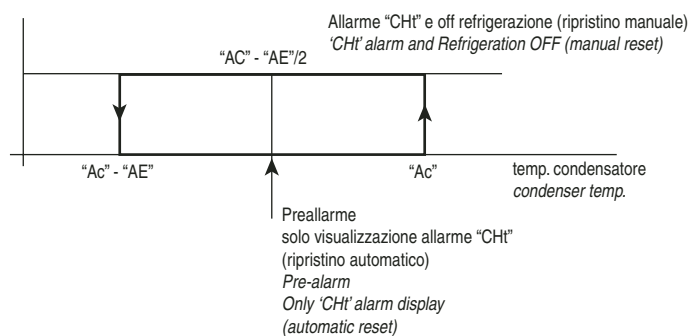 Allarme “CHt” e off refrigerazione (ripristino manuale)
‘CHt’ alarm and Refrigeration OFF (manual reset)
“AC” - “AE”/2
“Ac” - “AE”
“Ac”
temp. condensatore
condenser temp.
Preallarme
solo visualizzazione allarme “CHt”
(ripristino automatico)
Pre-alarm
Only ‘CHt’ alarm display
(automatic reset)